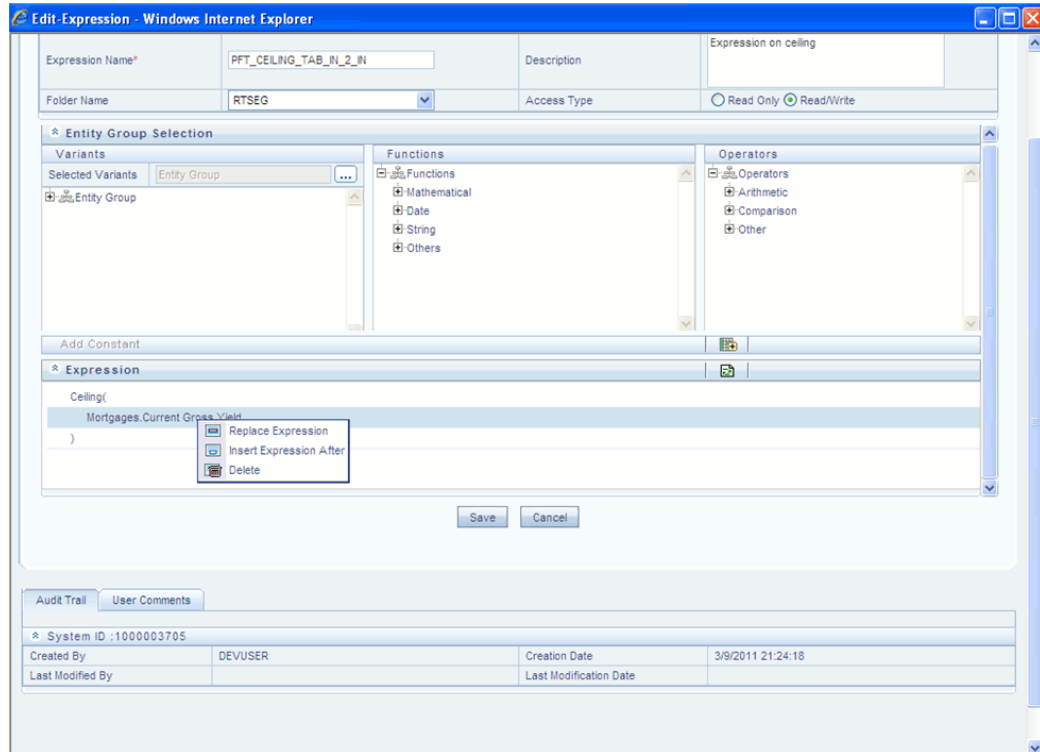 Edit-Expression - Windows Internet Explorer
Expression Name* PFT_CEILING_TAB_IN_2_IN Description Expression on ceiling
Folder Name RTSEG Access Type Read Only Read/Write
Entity Group Selection
Variants Functions Operators
Selected Variants Entity Group ... Functions Operators
Entity Group Mathematical Arithmetic
Date Comparison
String Other
Others
Add Constant
Expression
Ceiling(
Mortgages.Current Gross Yield
)
Replace Expression
Insert Expression After
Delete
Save Cancel
Audit Trail User Comments
System ID :1000003705
Created By DEVUSER Creation Date 3/9/2011 21:24:18
Last Modified By Last Modification Date